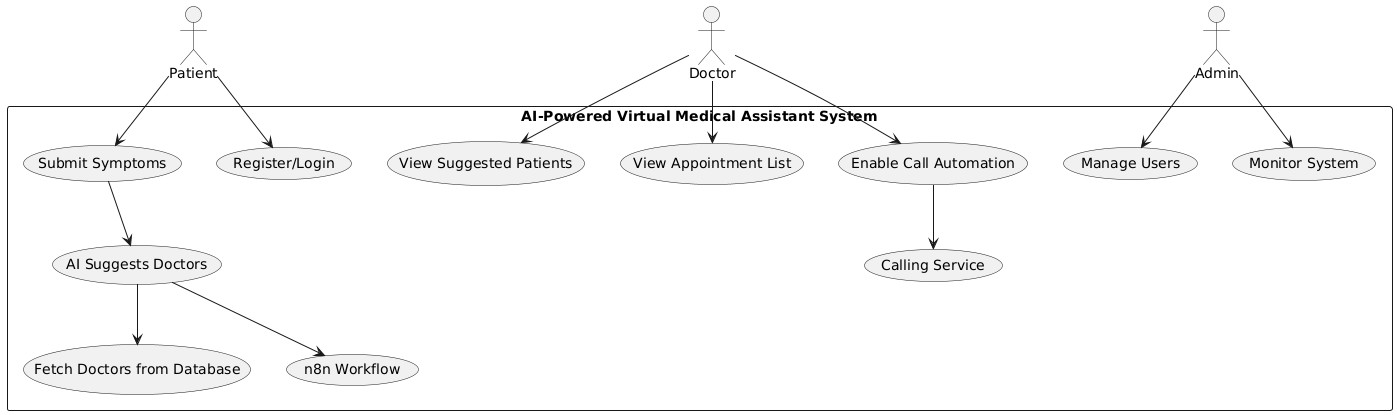 Patient
Doctor
Admin
AI-Powered Virtual Medical Assistant System
Submit Symptoms
Register/Login
View Suggested Patients
View Appointment List
Enable Call Automation
Manage Users
Monitor System
AI Suggests Doctors
Calling Service
Fetch Doctors from Database
n8n Workflow